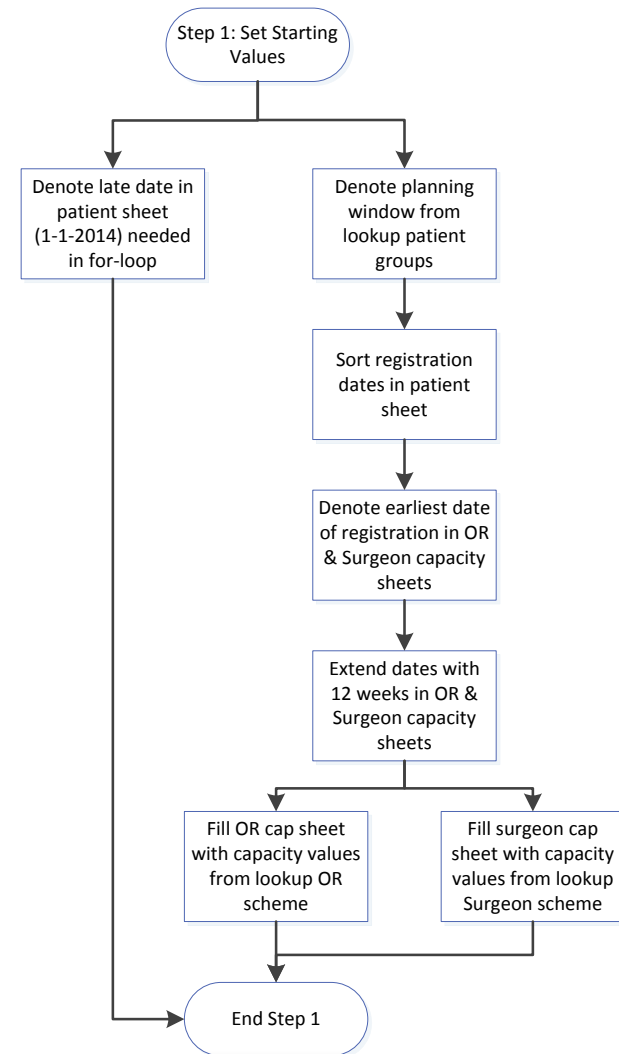 Step 1: Set Starting
Values
Denote late date in
patient sheet
(1-1-2014) needed
in for-loop
Denote planning
window from
lookup patient
groups
Sort registration
dates in patient
sheet
Denote earliest date
of registration in OR
& Surgeon capacity
sheets
Extend dates with
12 weeks in OR &
Surgeon capacity
sheets
Fill OR cap sheet
with capacity values
from lookup OR
scheme
Fill surgeon cap
sheet with capacity
values from lookup
Surgeon scheme
End Step 1